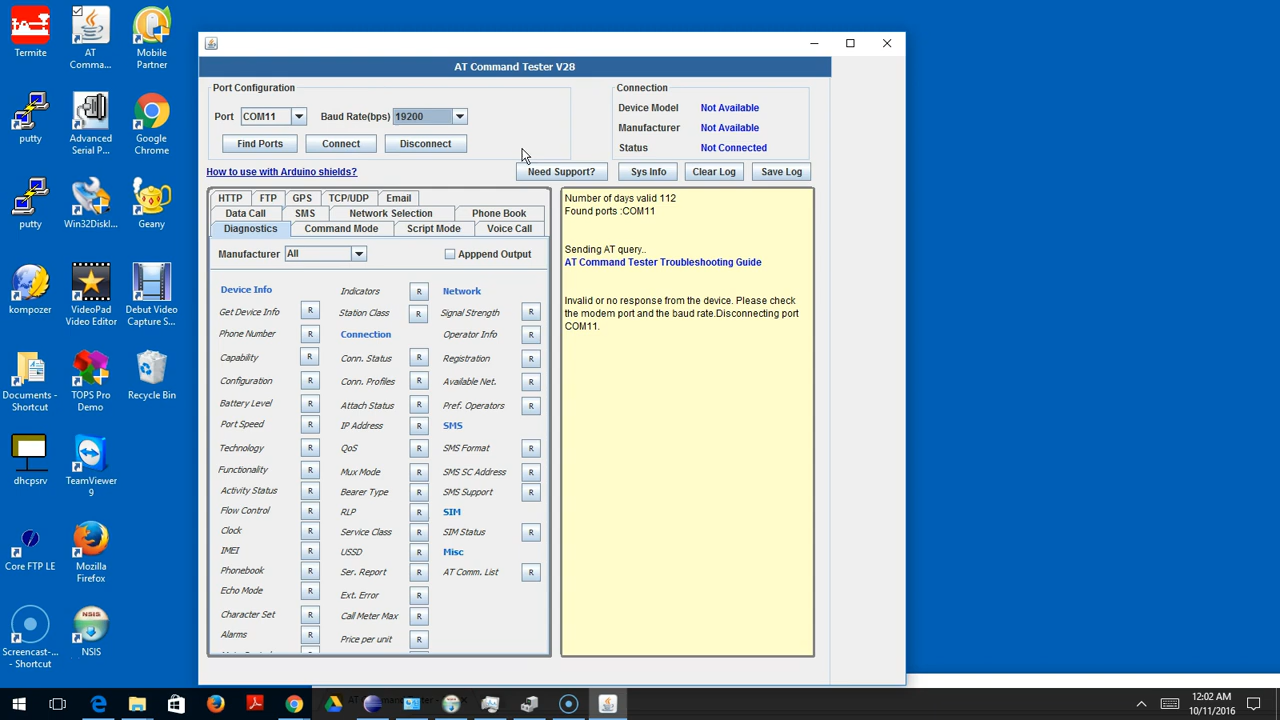 Termite
AT
Comma...
Mobile
Partner
putty
Advanced
Serial P...
Google
Chrome
putty
Win32DiskI...
Geany
kompozer
VideoPad
Video Editor
Debut Video
Capture S...
Documents -
Shortcut
TOPS Pro
Demo
Recycle Bin
dhcpsrv
TeamViewer
9
Core FTP LE
Mozilla
Firefox
Screencast-...
- Shortcut
NSIS
AT Command Tester V28
Port Configuration
Port COM11 Baud Rate(bps) 19200
Find Ports Connect Disconnect
Connection
Device Model Not Available
Manufacturer Not Available
Status Not Connected
How to use with Arduino shields?
Need Support? Sys Info Clear Log Save Log
HTTP FTP GPS TCP/UDP Email
Data Call SMS Network Selection Phone Book
Diagnostics Command Mode Script Mode Voice Call
Manufacturer All Apppend Output
Device Info
Get Device Info R
Phone Number R
Capability R
Configuration R
Battery Level R
Port Speed R
Technology R
Functionality R
Activity Status R
Flow Control R
Clock R
IMEI R
Phonebook R
Echo Mode R
Character Set R
Alarms R
Indicators R
Station Class R
Connection
Conn. Status R
Conn. Profiles R
Attach Status R
IP Address R
QoS R
Mux Mode R
Bearer Type R
RLP R
Service Class R
USSD R
Ser. Report R
Ext. Error R
Call Meter Max R
Price per unit R
Network
Signal Strength R
Operator Info R
Registration R
Available Net. R
Pref. Operators R
SMS
SMS Format R
SMS SC Address R
SMS Support R
SIM
SIM Status R
Misc
AT Comm. List R
Number of days valid 112
Found ports :COM11
Sending AT query..
AT Command Tester Troubleshooting Guide
Invalid or no response from the device. Please check
the modem port and the baud rate.Disconnecting port
COM11.
12:02 AM
10/11/2016